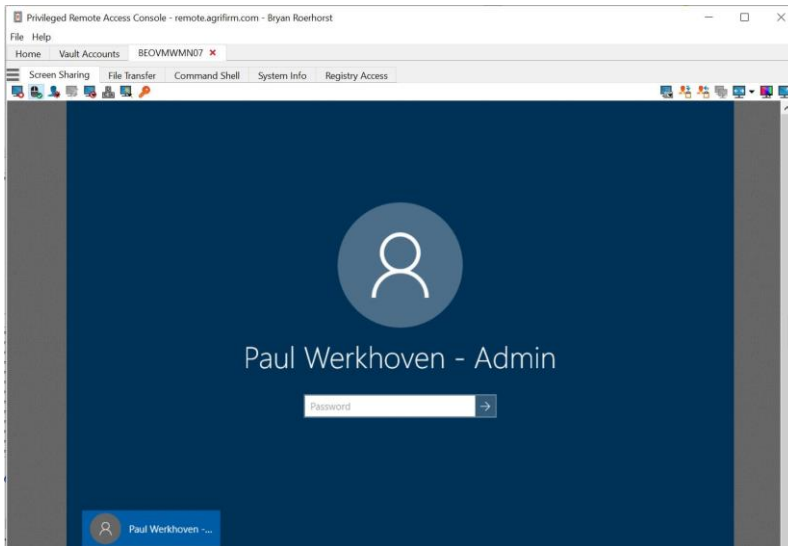 Privileged Remote Access Console - remote.agrifirm.com - Bryan Roerhorst
File Help
Home Vault Accounts BEOVMWMN07
Screen Sharing File Transfer Command Shell System Info Registry Access
Paul Werkhoven - Admin
Password
Paul Werkhoven -...